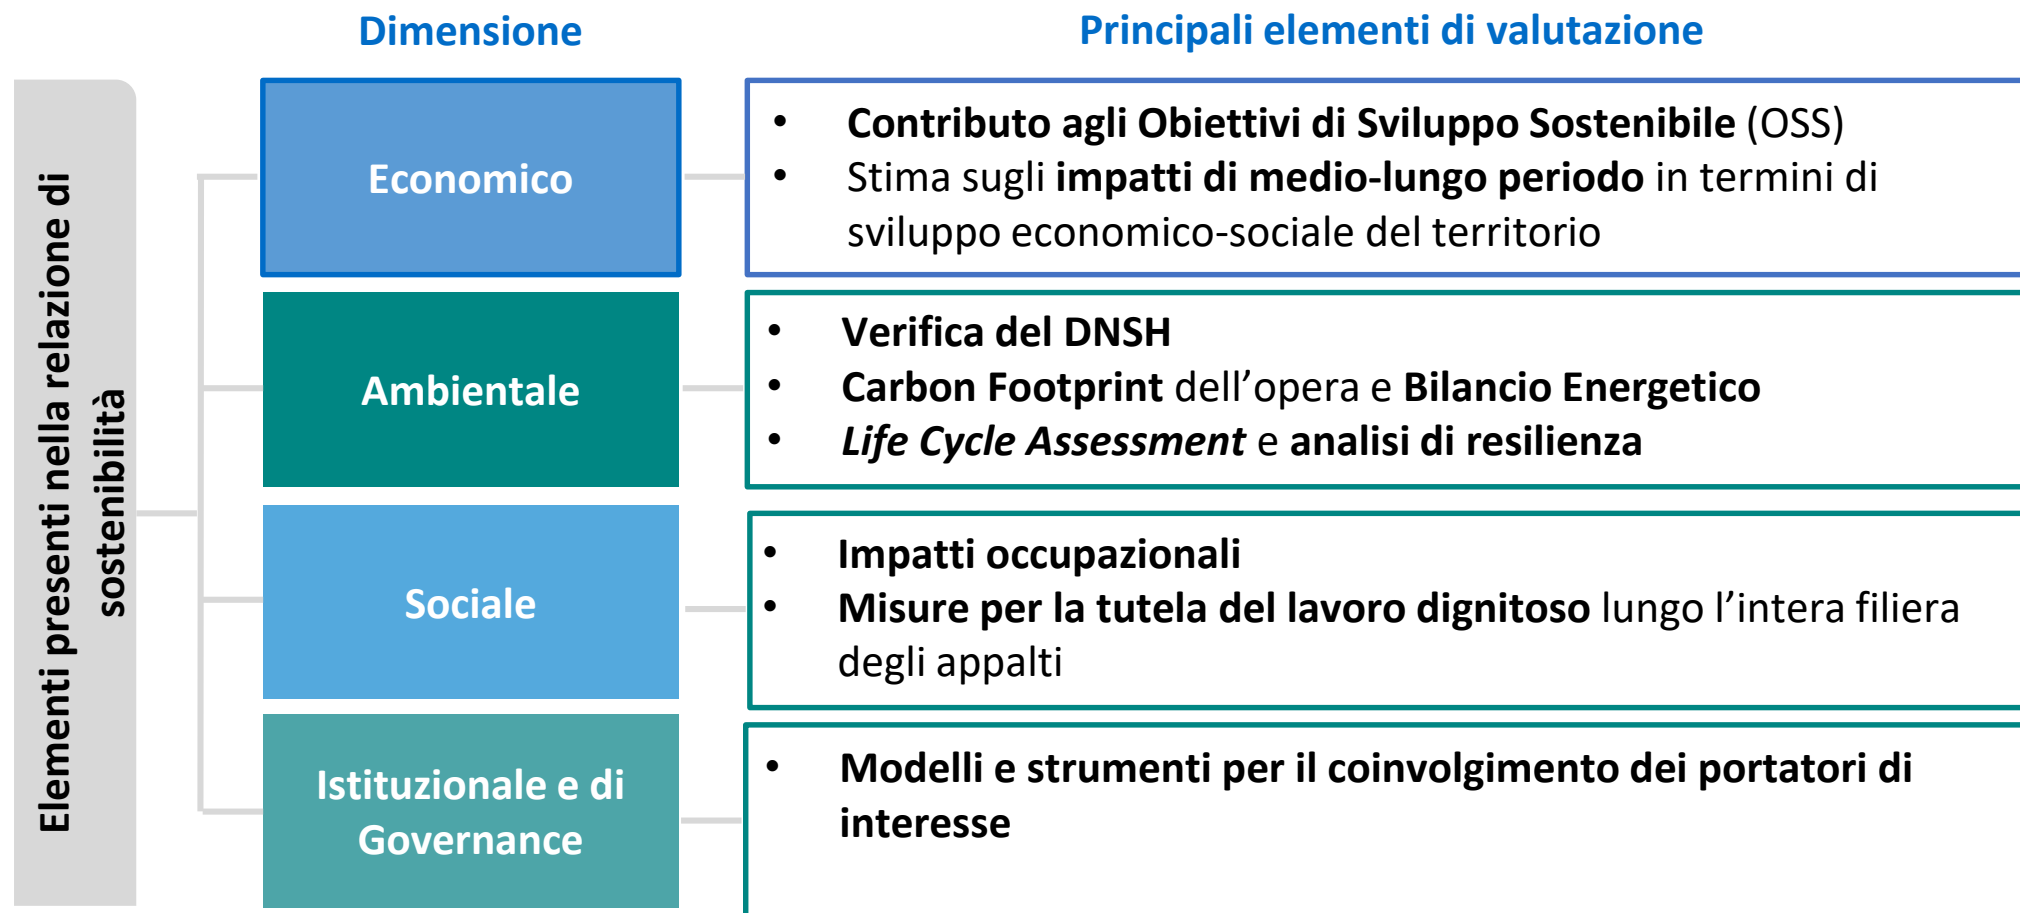 Dimensione
Principali elementi di valutazione
Elementi presenti nella relazione di
sostenibilità
Economico
• Contributo agli Obiettivi di Sviluppo Sostenibile (OSS)
• Stima sugli impatti di medio-lungo periodo in termini di
sviluppo economico-sociale del territorio
Ambientale
• Verifica del DNSH
• Carbon Footprint dell’opera e Bilancio Energetico
• Life Cycle Assessment e analisi di resilienza
Sociale
• Impatti occupazionali
• Misure per la tutela del lavoro dignitoso lungo l’intera filiera
degli appalti
Istituzionale e di
Governance
• Modelli e strumenti per il coinvolgimento dei portatori di
interesse